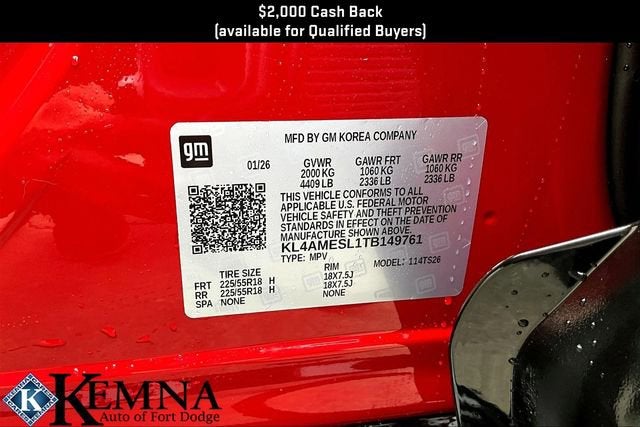 $2,000 Cash Back
(available for Qualified Buyers)
gm
MFD BY GM KOREA COMPANY
01/26 GVWR GAWR FRT GAWR RR
2000 KG 1060 KG 1060 KG
4409 LB 2336 LB 2336 LB
THIS VEHICLE CONFORMS TO ALL
APPLICABLE U.S. FEDERAL MOTOR
VEHICLE SAFETY AND THEFT PREVENTION
STANDARDS IN EFFECT ON THE DATE OF
MANUFACTURE SHOWN ABOVE.
KL4AMESL1TB149761
TYPE: MPV MODEL: 114TS26
TIRE SIZE RIM
FRT 225/55R18 H 18X7.5J
RR 225/55R18 H 18X7.5J
SPA NONE NONE
K KEMNA
Auto of Fort Dodge